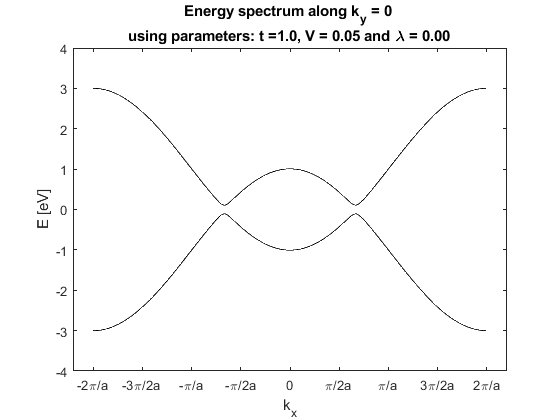 Energy spectrum along k_y = 0
using parameters: t =1.0, V = 0.05 and λ = 0.00
4
3
2
1
0
-1
-2
-3
-4
E [eV]
-2π/a -3π/2a -π/a -π/2a 0 π/2a π/a 3π/2a 2π/a
k_x